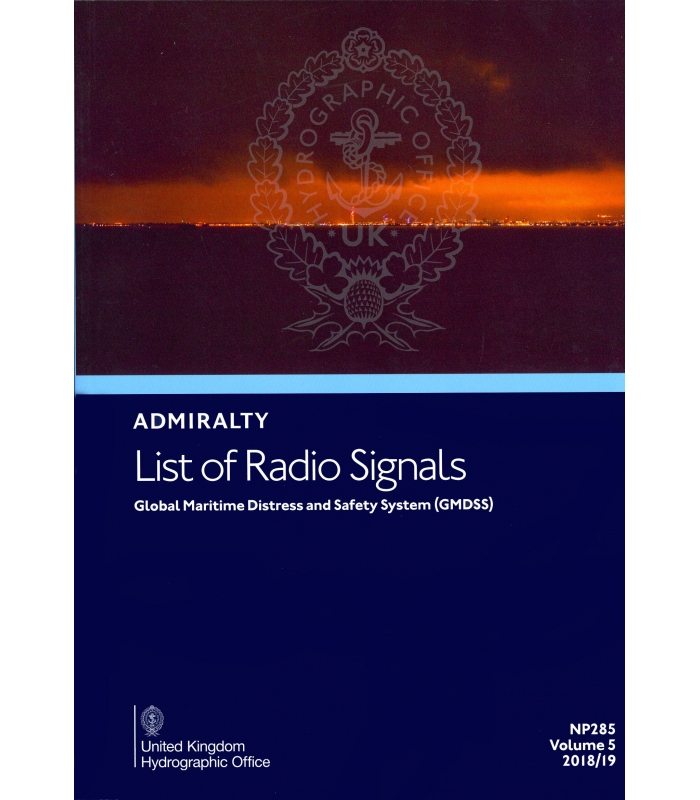 HYDROGRAPHIC OFFICE
· UK ·
ADMIRALTY
List of Radio Signals
Global Maritime Distress and Safety System (GMDSS)
United Kingdom
Hydrographic Office
NP285
Volume 5
2018/19